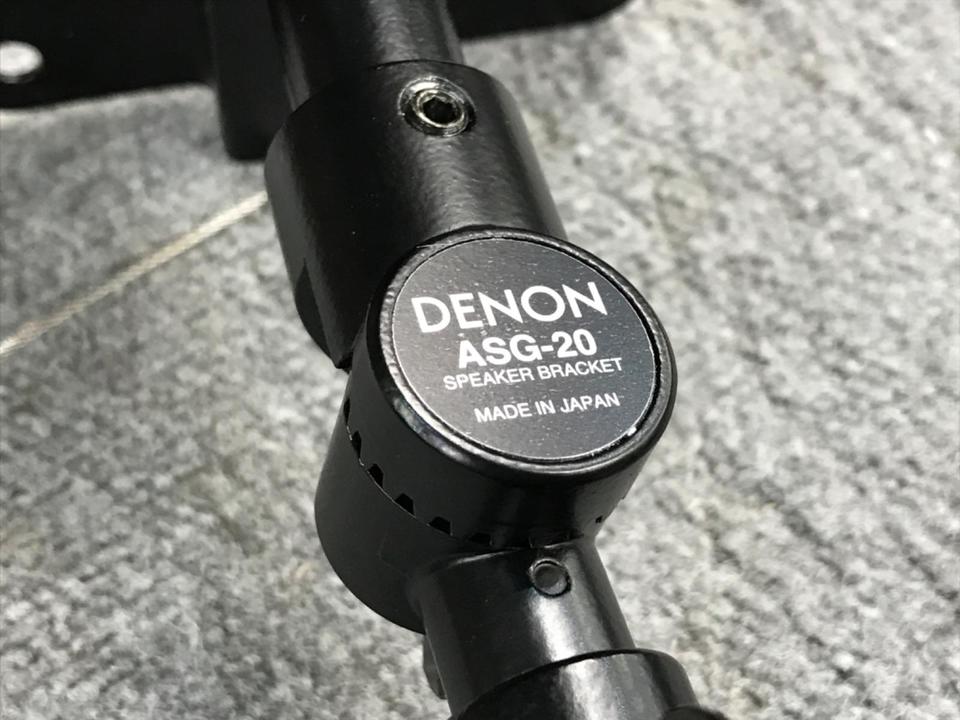 DENON
ASG-20
SPEAKER BRACKET
MADE IN JAPAN